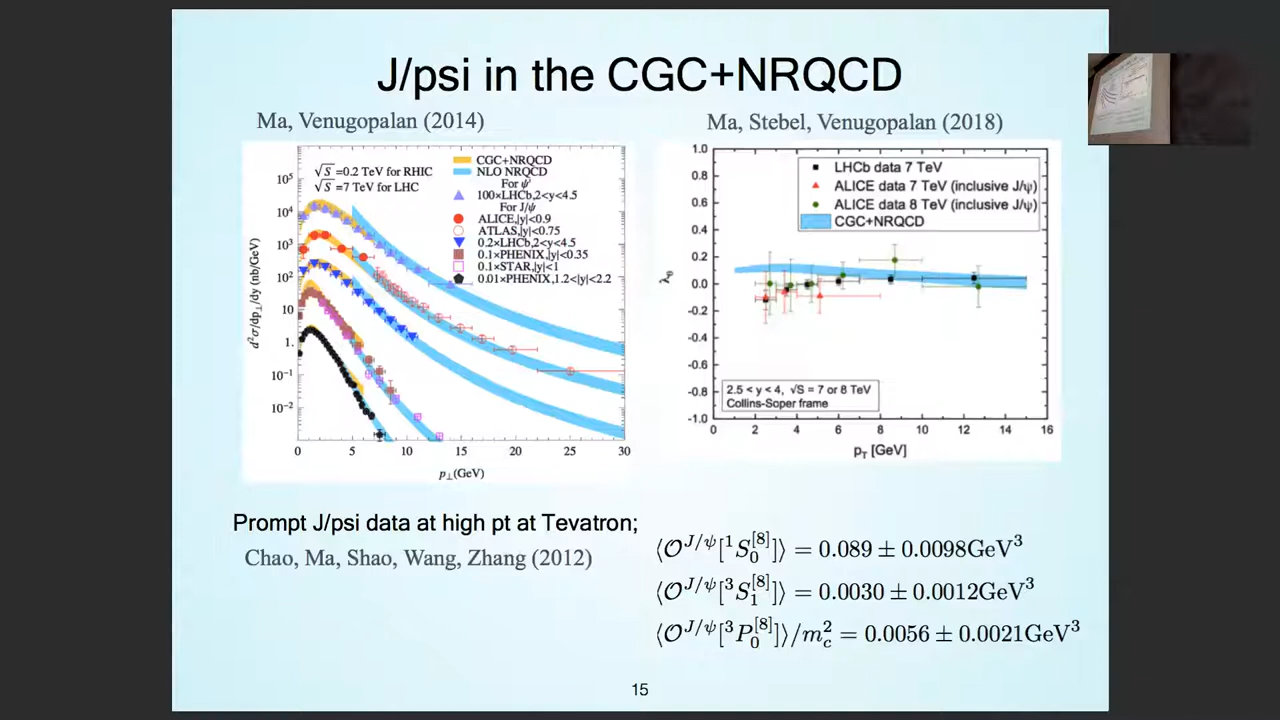 J/psi in the CGC+NRQCD
Ma, Venugopalan (2014)
Ma, Stebel, Venugopalan (2018)
√S =0.2 TeV for RHIC
√S =7 TeV for LHC
CGC+NRQCD
NLO NRQCD
For ψ′
100×LHCb,2<y<4.5
For J/ψ
ALICE,|y|<0.9
ATLAS,|y|<0.75
0.2×LHCb,2<y<4.5
0.1×PHENIX,|y|<0.35
0.1×STAR,|y|<1
0.01×PHENIX,1.2<|y|<2.2
d²σ/dp⊥/dy (nb/GeV)
10⁵
10⁴
10³
10²
10
1.
10⁻¹
10⁻²
0 5 10 15 20 25 30
p⊥(GeV)
LHCb data 7 TeV
ALICE data 7 TeV (inclusive J/ψ)
ALICE data 8 TeV (inclusive J/ψ)
CGC+NRQCD
λθ
1.0
0.8
0.6
0.4
0.2
0.0
-0.2
-0.4
-0.6
-0.8
-1.0
2.5 < y < 4, √S = 7 or 8 TeV
Collins-Soper frame
0 2 4 6 8 10 12 14 16
pT [GeV]
Prompt J/psi data at high pt at Tevatron;
Chao, Ma, Shao, Wang, Zhang (2012)
⟨𝒪^{J/ψ}[¹S₀^{[8]}]⟩ = 0.089 ± 0.0098GeV³
⟨𝒪^{J/ψ}[³S₁^{[8]}]⟩ = 0.0030 ± 0.0012GeV³
⟨𝒪^{J/ψ}[³P₀^{[8]}]⟩/m_c² = 0.0056 ± 0.0021GeV³
15